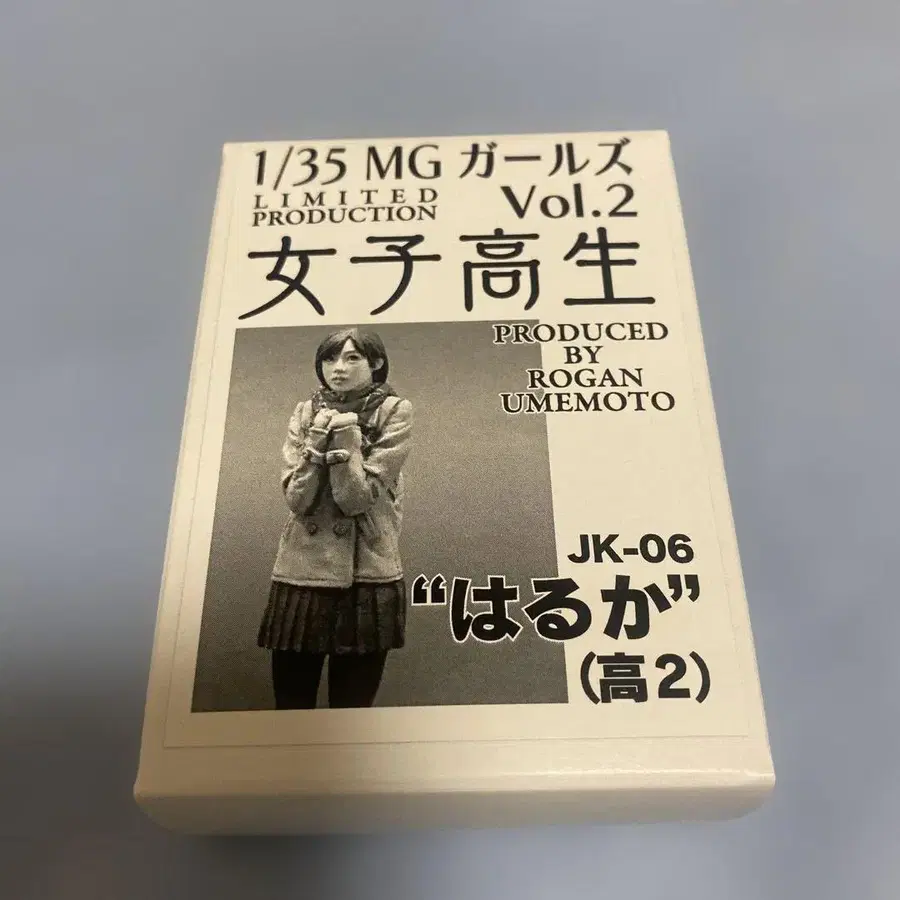 1/35 MG ガールズ
LIMITED
PRODUCTION
Vol.2
女子高生
PRODUCED
BY
ROGAN
UMEMOTO
JK-06
“はるか”
(高2)